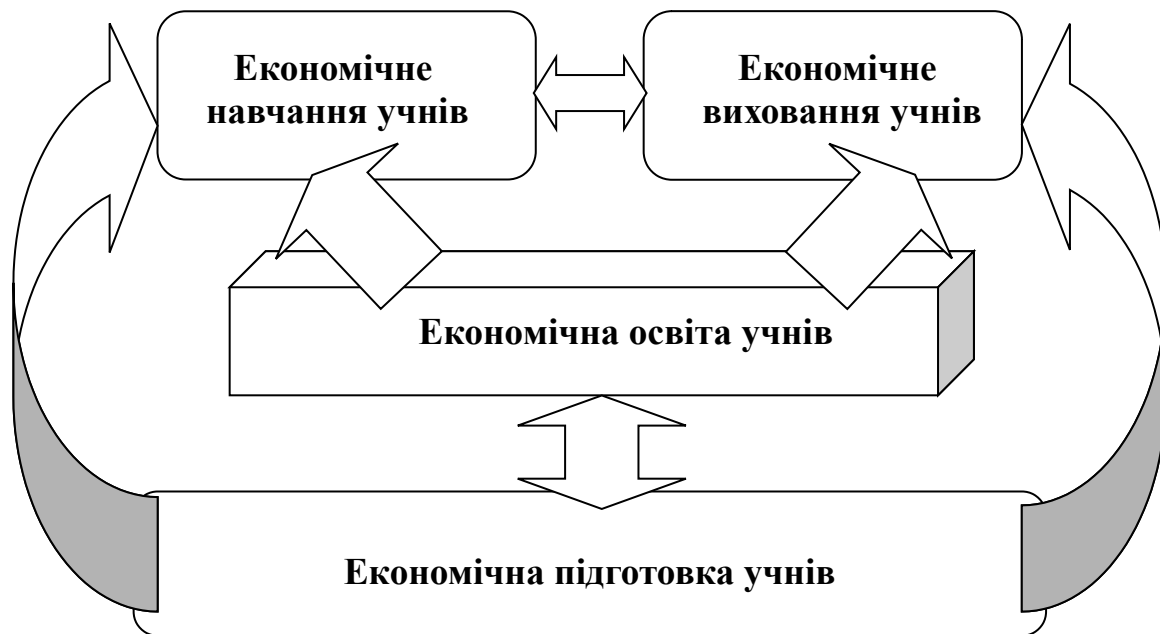 Економічне
навчання учнів
Економічне
виховання учнів
Економічна освіта учнів
Економічна підготовка учнів